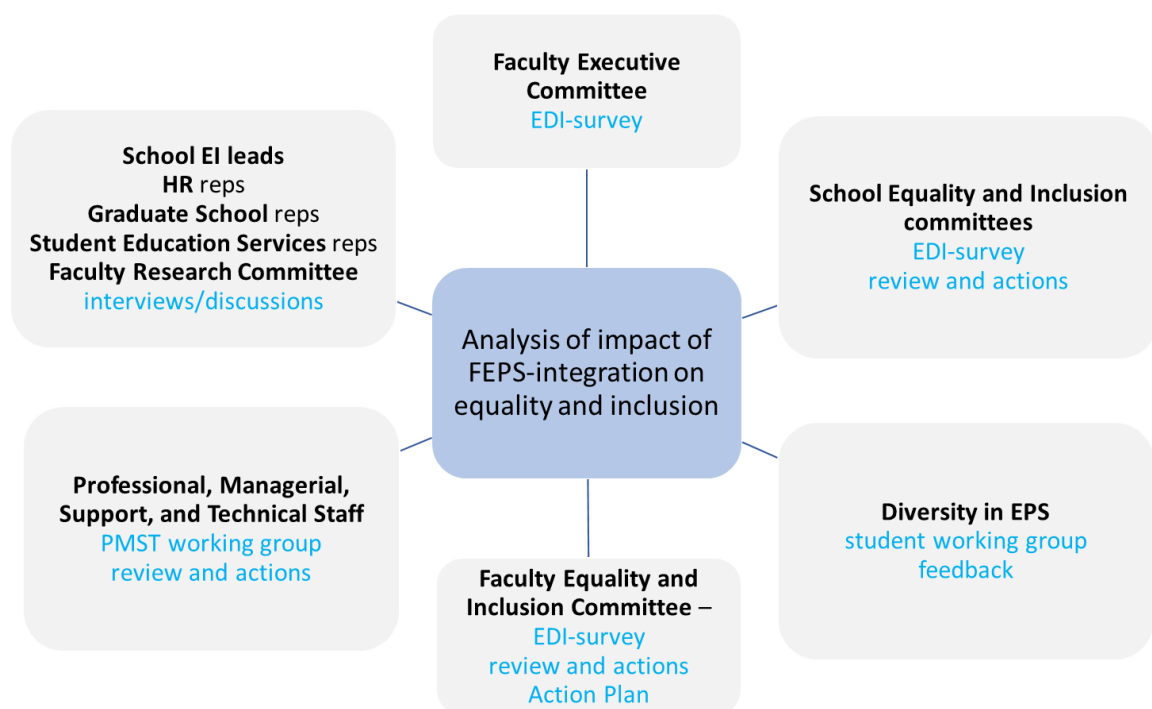 Faculty Executive
Committee
EDI-survey
School EI leads
HR reps
Graduate School reps
Student Education Services reps
Faculty Research Committee
interviews/discussions
School Equality and Inclusion
committees
EDI-survey
review and actions
Analysis of impact of
FEPS-integration on
equality and inclusion
Professional, Managerial,
Support, and Technical Staff
PMST working group
review and actions
Diversity in EPS
student working group
feedback
Faculty Equality and
Inclusion Committee –
EDI-survey
review and actions
Action Plan